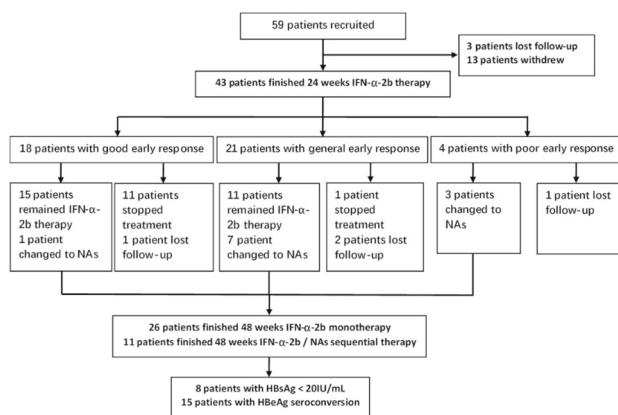 59 patients recruited
3 patients lost follow-up
13 patients withdrew
43 patients finished 24 weeks IFN-α-2b therapy
18 patients with good early response
21 patients with general early response
4 patients with poor early response
15 patients
remained IFN-α-
2b therapy
1 patient
changed to NAs
11 patients
stopped
treatment
1 patient lost
follow-up
11 patients
remained IFN-α-
2b therapy
7 patient
changed to NAs
1 patient
stopped
treatment
2 patients lost
follow-up
3 patients
changed to
NAs
1 patient lost
follow-up
26 patients finished 48 weeks IFN-α-2b monotherapy
11 patients finished 48 weeks IFN-α-2b / NAs sequential therapy
8 patients with HBsAg < 20IU/mL
15 patients with HBeAg seroconversion